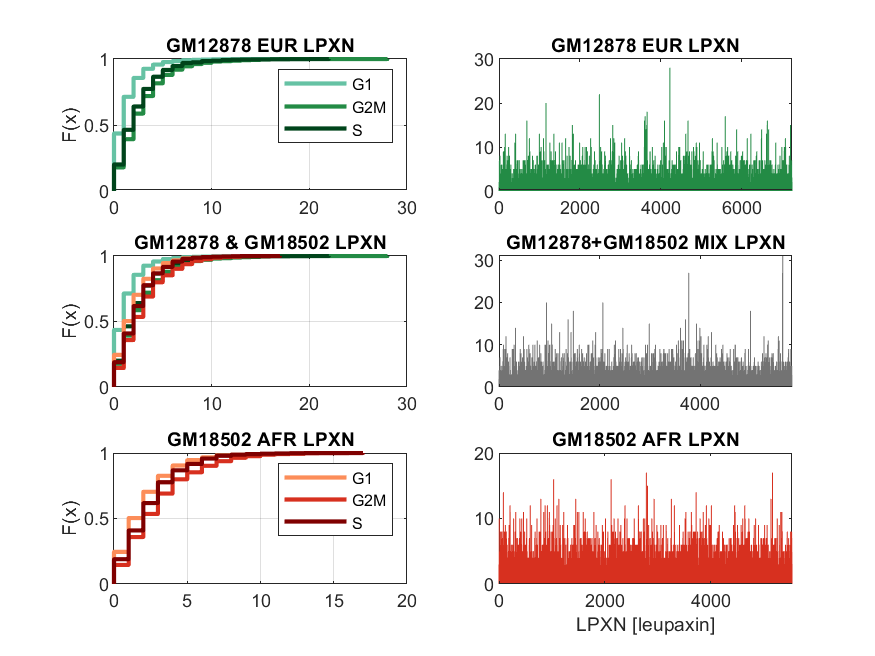 GM12878 EUR LPXN
1
0.5
0
F(x)
0 10 20 30
G1
G2M
S
GM12878 EUR LPXN
30
20
10
0
0 2000 4000 6000
GM12878 & GM18502 LPXN
1
0.5
0
F(x)
0 10 20 30
GM12878+GM18502 MIX LPXN
30
20
10
0
0 2000 4000
GM18502 AFR LPXN
1
0.5
0
F(x)
0 5 10 15 20
G1
G2M
S
GM18502 AFR LPXN
20
10
0
0 2000 4000
LPXN [leupaxin]